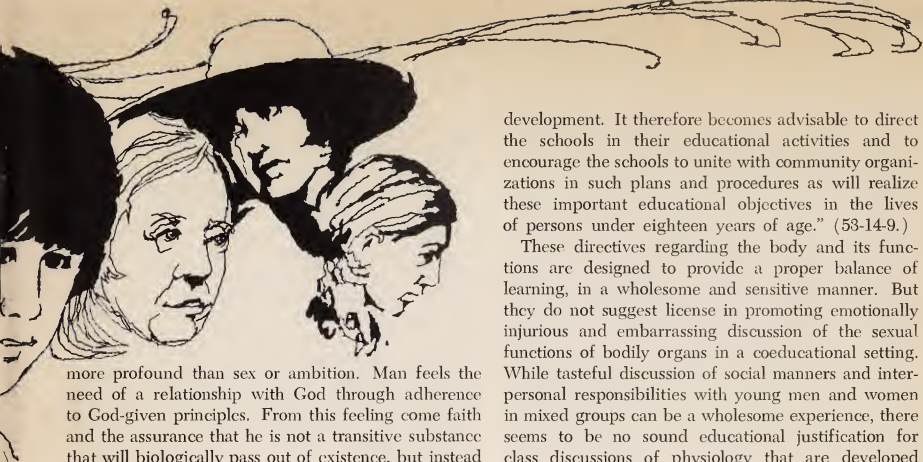 more profound than sex or ambition. Man feels the
need of a relationship with God through adherence
to God-given principles. From this feeling come faith
and the assurance that he is not a transitive substance
that will biologically pass out of existence, but instead
development. It therefore becomes advisable to direct
the schools in their educational activities and to
encourage the schools to unite with community organi-
zations in such plans and procedures as will realize
these important educational objectives in the lives
of persons under eighteen years of age." (53-14-9.)
These directives regarding the body and its func-
tions are designed to provide a proper balance of
learning, in a wholesome and sensitive manner. But
they do not suggest license in promoting emotionally
injurious and embarrassing discussion of the sexual
functions of bodily organs in a coeducational setting.
While tasteful discussion of social manners and inter-
personal responsibilities with young men and women
in mixed groups can be a wholesome experience, there
seems to be no sound educational justification for
class discussions of physiology that are developed